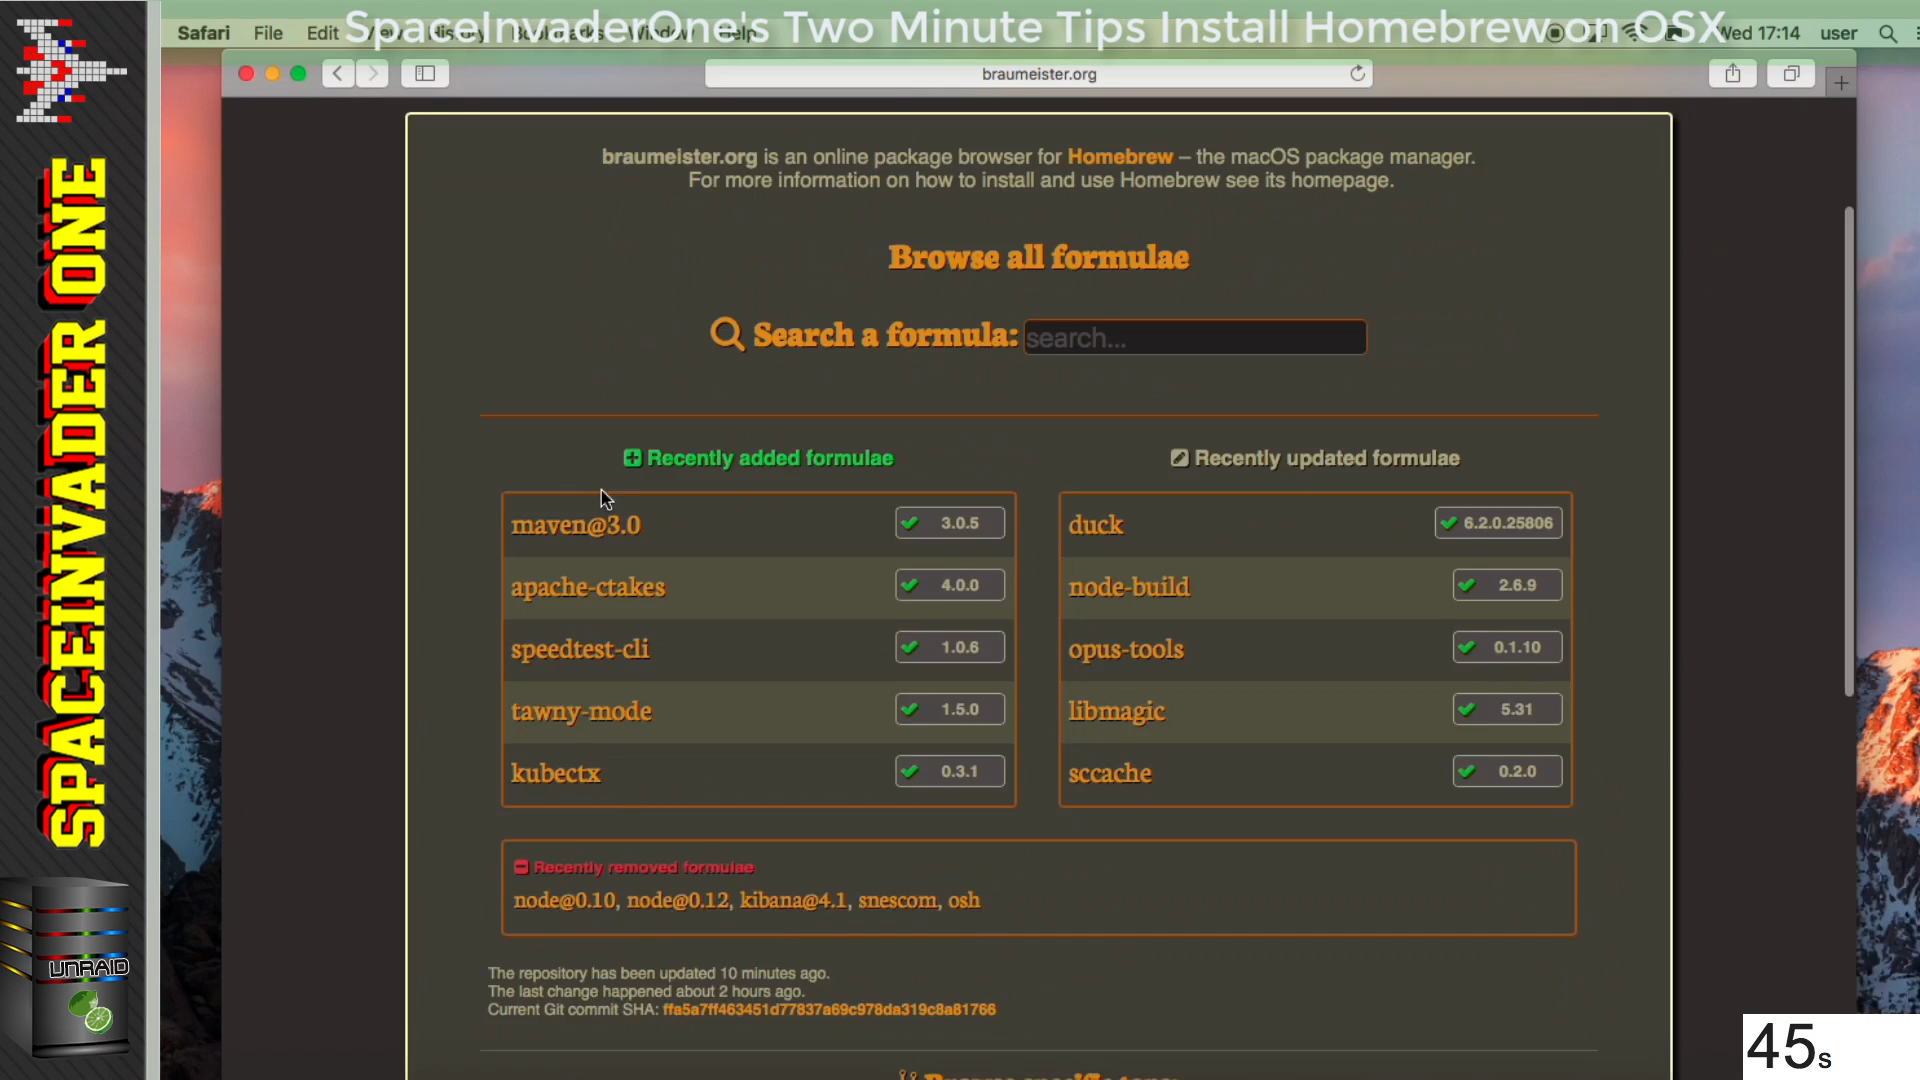 SpaceInvaderOne's Two Minute Tips Install Homebrew on OSX
Safari File Edit View History Bookmarks Window Help Wed 17:14 user
braumeister.org
SPACEINVADER ONE
braumeister.org is an online package browser for Homebrew – the macOS package manager.
For more information on how to install and use Homebrew see its homepage.
Browse all formulae
Search a formula: search...
Recently added formulae
maven@3.0 3.0.5
apache-ctakes 4.0.0
speedtest-cli 1.0.6
tawny-mode 1.5.0
kubectx 0.3.1
Recently updated formulae
duck 6.2.0.25806
node-build 2.6.9
opus-tools 0.1.10
libmagic 5.31
sccache 0.2.0
Recently removed formulae
node@0.10, node@0.12, kibana@4.1, snescom, osh
The repository has been updated 10 minutes ago.
The last change happened about 2 hours ago.
Current Git commit SHA: ffa5a7ff463451d77837a69c978da319c8a81766
UNRAID
45s